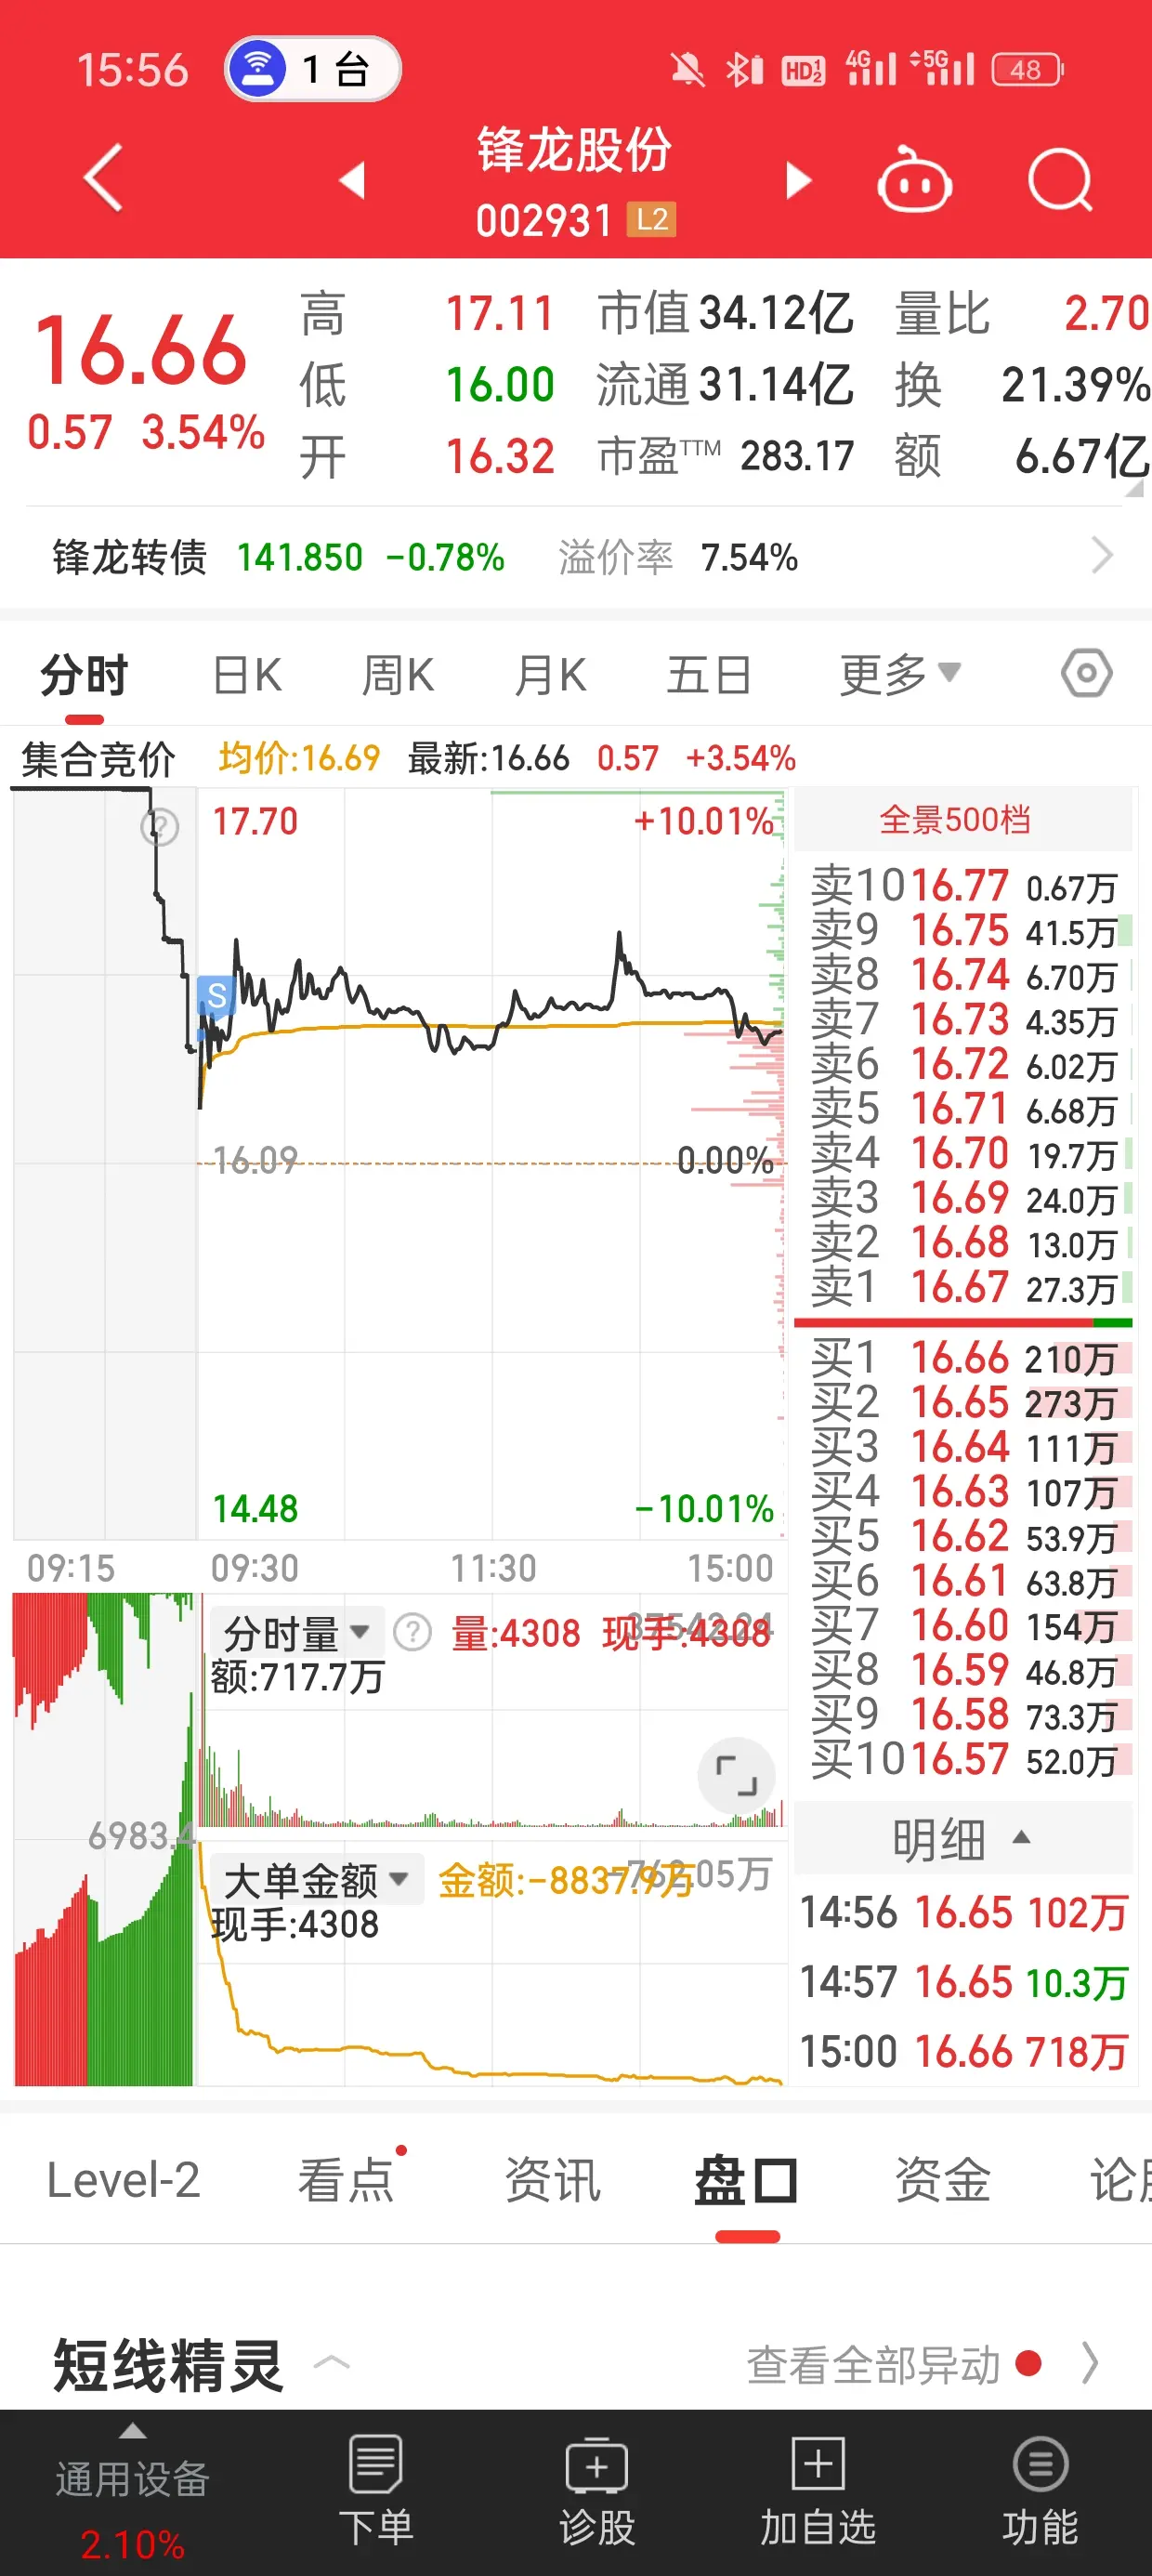 15:56 1 台 HD 1 2 4G 5G 48
锋龙股份
002931 L2
16.66
0.57 3.54%
高 17.11 市值 34.12亿 量比 2.70
低 16.00 流通 31.14亿 换 21.39%
开 16.32 市盈TTM 283.17 额 6.67亿
锋龙转债 141.850 -0.78% 溢价率 7.54%
分时 日K 周K 月K 五日 更多
集合竞价 均价:16.69 最新:16.66 0.57 +3.54%
17.70 +10.01%
S
16.09 0.00%
14.48 -10.01%
09:15 09:30 11:30 15:00
全景500档
卖10 16.77 0.67万
卖9 16.75 41.5万
卖8 16.74 6.70万
卖7 16.73 4.35万
卖6 16.72 6.02万
卖5 16.71 6.68万
卖4 16.70 19.7万
卖3 16.69 24.0万
卖2 16.68 13.0万
卖1 16.67 27.3万
买1 16.66 210万
买2 16.65 273万
买3 16.64 111万
买4 16.63 107万
买5 16.62 53.9万
买6 16.61 63.8万
买7 16.60 154万
买8 16.59 46.8万
买9 16.58 73.3万
买10 16.57 52.0万
分时量 ? 量:4308 现手:4308 37542.24
额:717.7万
6983.4
大单金额 金额:-8837.9万 -762.05万
现手:4308
明细
14:56 16.65 102万
14:57 16.65 10.3万
15:00 16.66 718万
Level-2 看点 资讯 盘口 资金 论
短线精灵 查看全部异动
通用设备 下单 诊股 加自选 功能
2.10%